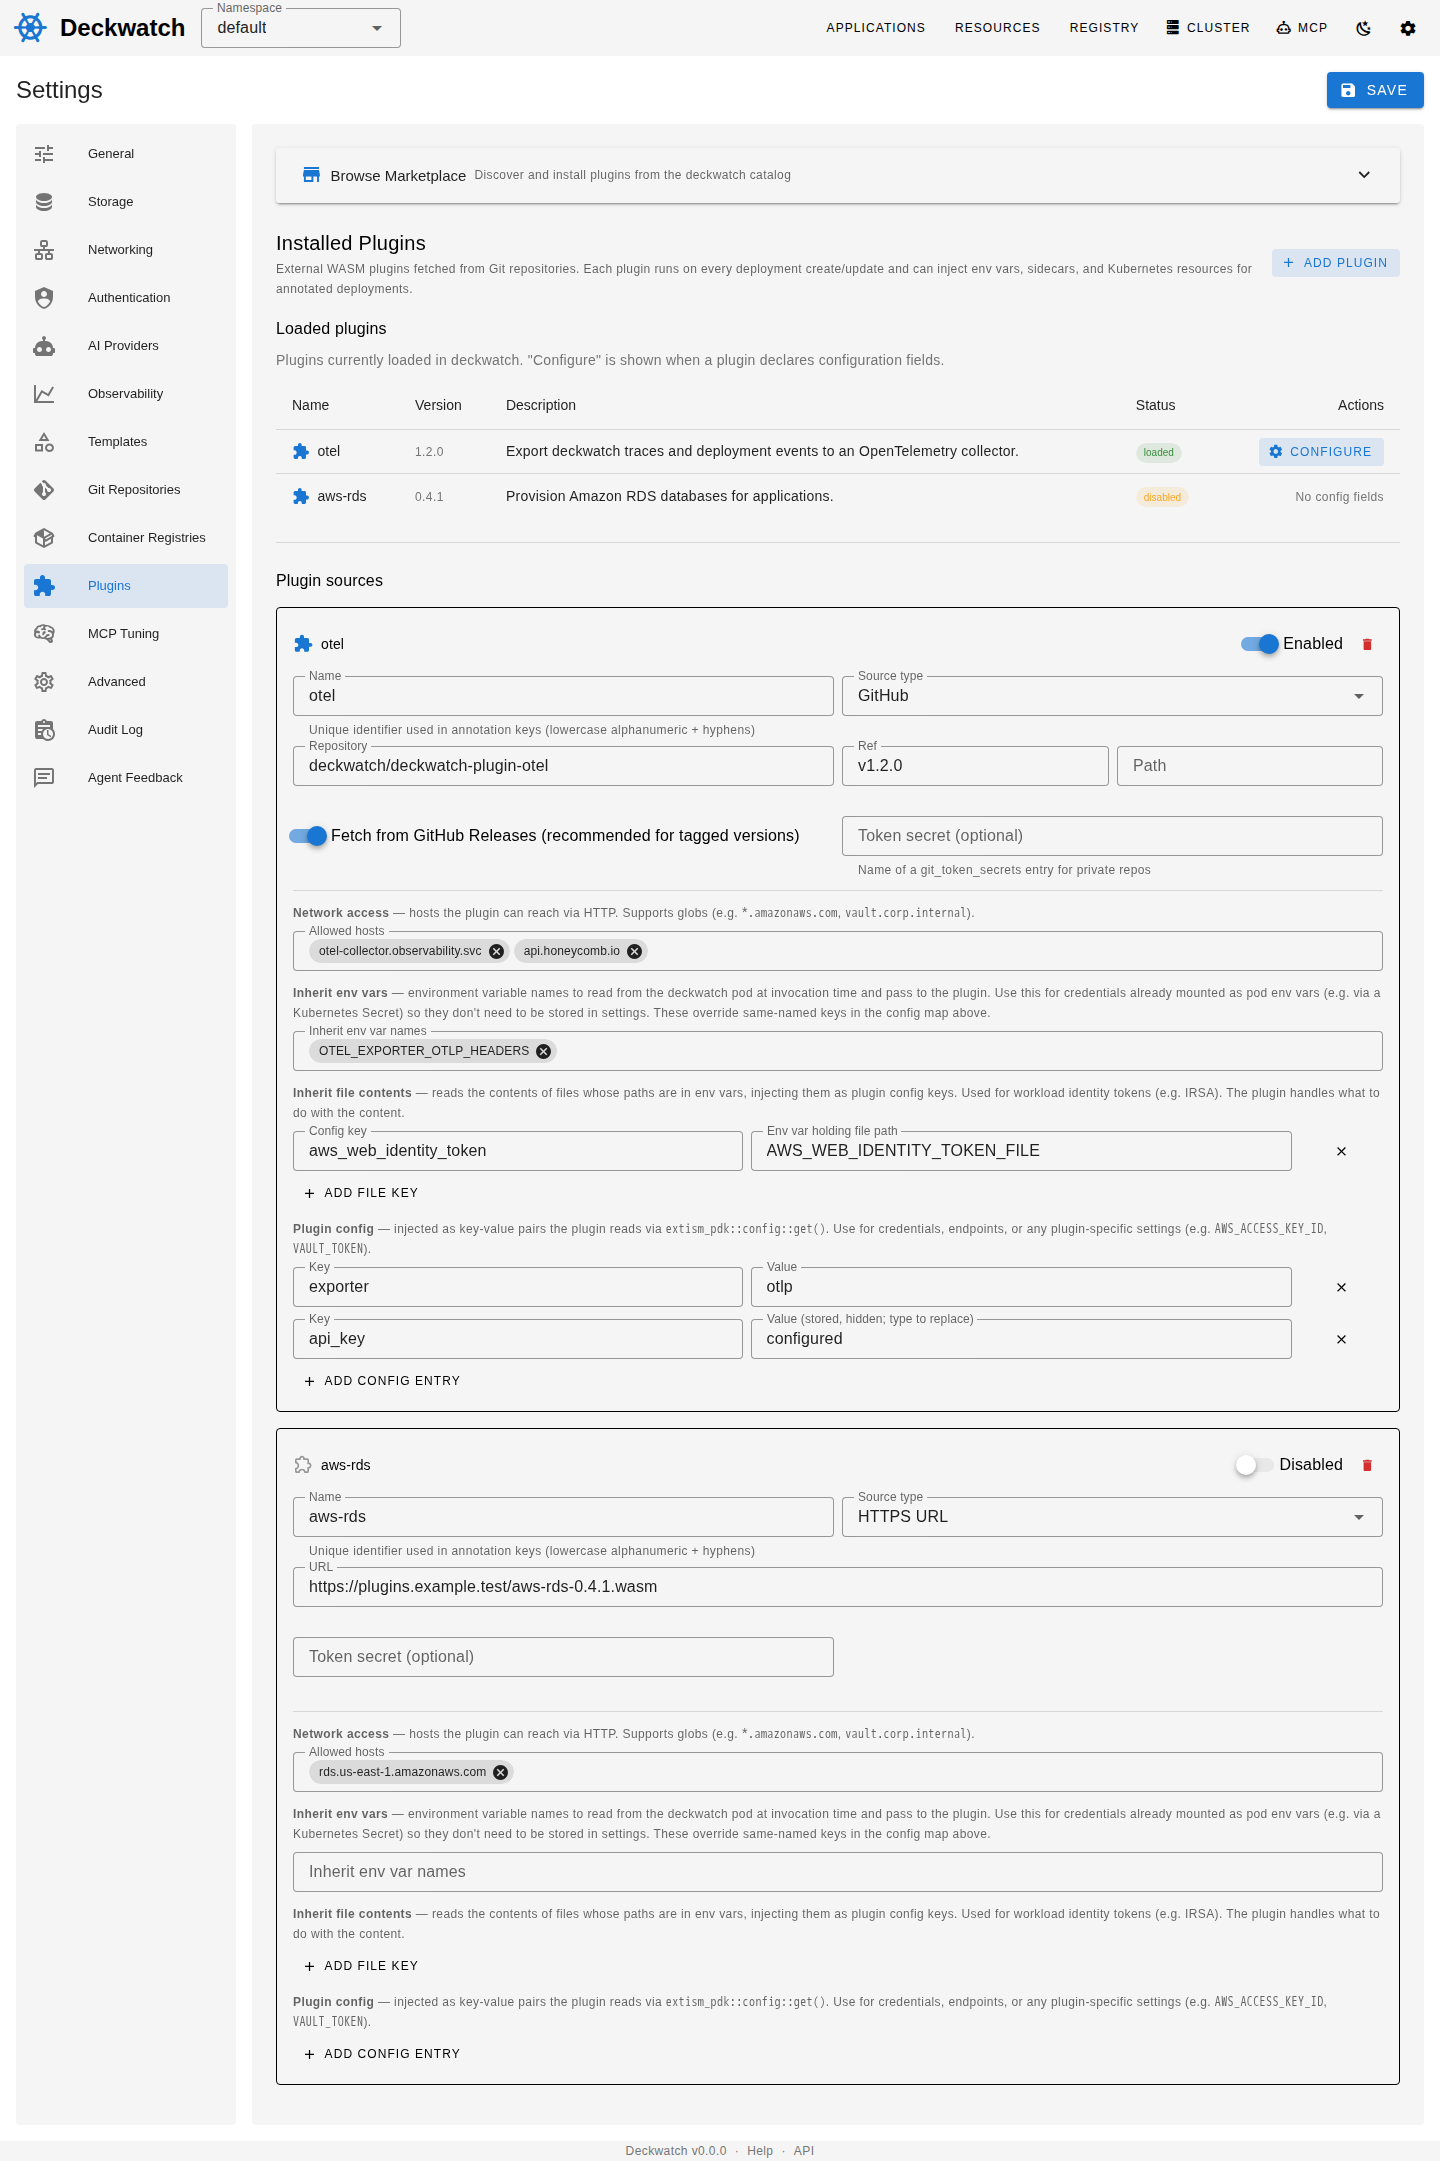 Deckwatch
Namespace
default
APPLICATIONS
RESOURCES
REGISTRY
CLUSTER
MCP
Settings
SAVE
General
Storage
Networking
Authentication
AI Providers
Observability
Templates
Git Repositories
Container Registries
Plugins
MCP Tuning
Advanced
Audit Log
Agent Feedback
Browse Marketplace Discover and install plugins from the deckwatch catalog
Installed Plugins
External WASM plugins fetched from Git repositories. Each plugin runs on every deployment create/update and can inject env vars, sidecars, and Kubernetes resources for
annotated deployments.
ADD PLUGIN
Loaded plugins
Plugins currently loaded in deckwatch. "Configure" is shown when a plugin declares configuration fields.
Name Version Description Status Actions
otel 1.2.0 Export deckwatch traces and deployment events to an OpenTelemetry collector. loaded CONFIGURE
aws-rds 0.4.1 Provision Amazon RDS databases for applications. disabled No config fields
Plugin sources
otel
Enabled
Name
otel
Source type
GitHub
Unique identifier used in annotation keys (lowercase alphanumeric + hyphens)
Repository
deckwatch/deckwatch-plugin-otel
Ref
v1.2.0
Path
Fetch from GitHub Releases (recommended for tagged versions)
Token secret (optional)
Name of a git_token_secrets entry for private repos
Network access — hosts the plugin can reach via HTTP. Supports globs (e.g. *.amazonaws.com, vault.corp.internal).
Allowed hosts
otel-collector.observability.svc api.honeycomb.io
Inherit env vars — environment variable names to read from the deckwatch pod at invocation time and pass to the plugin. Use this for credentials already mounted as pod env vars (e.g. via a
Kubernetes Secret) so they don't need to be stored in settings. These override same-named keys in the config map above.
Inherit env var names
OTEL_EXPORTER_OTLP_HEADERS
Inherit file contents — reads the contents of files whose paths are in env vars, injecting them as plugin config keys. Used for workload identity tokens (e.g. IRSA). The plugin handles what to
do with the content.
Config key
aws_web_identity_token
Env var holding file path
AWS_WEB_IDENTITY_TOKEN_FILE
ADD FILE KEY
Plugin config — injected as key-value pairs the plugin reads via extism_pdk::config::get(). Use for credentials, endpoints, or any plugin-specific settings (e.g. AWS_ACCESS_KEY_ID,
VAULT_TOKEN).
Key
exporter
Value
otlp
Key
api_key
Value (stored, hidden; type to replace)
configured
ADD CONFIG ENTRY
aws-rds
Disabled
Name
aws-rds
Source type
HTTPS URL
Unique identifier used in annotation keys (lowercase alphanumeric + hyphens)
URL
https://plugins.example.test/aws-rds-0.4.1.wasm
Token secret (optional)
Network access — hosts the plugin can reach via HTTP. Supports globs (e.g. *.amazonaws.com, vault.corp.internal).
Allowed hosts
rds.us-east-1.amazonaws.com
Inherit env vars — environment variable names to read from the deckwatch pod at invocation time and pass to the plugin. Use this for credentials already mounted as pod env vars (e.g. via a
Kubernetes Secret) so they don't need to be stored in settings. These override same-named keys in the config map above.
Inherit env var names
Inherit file contents — reads the contents of files whose paths are in env vars, injecting them as plugin config keys. Used for workload identity tokens (e.g. IRSA). The plugin handles what to
do with the content.
ADD FILE KEY
Plugin config — injected as key-value pairs the plugin reads via extism_pdk::config::get(). Use for credentials, endpoints, or any plugin-specific settings (e.g. AWS_ACCESS_KEY_ID,
VAULT_TOKEN).
ADD CONFIG ENTRY
Deckwatch v0.0.0 · Help · API